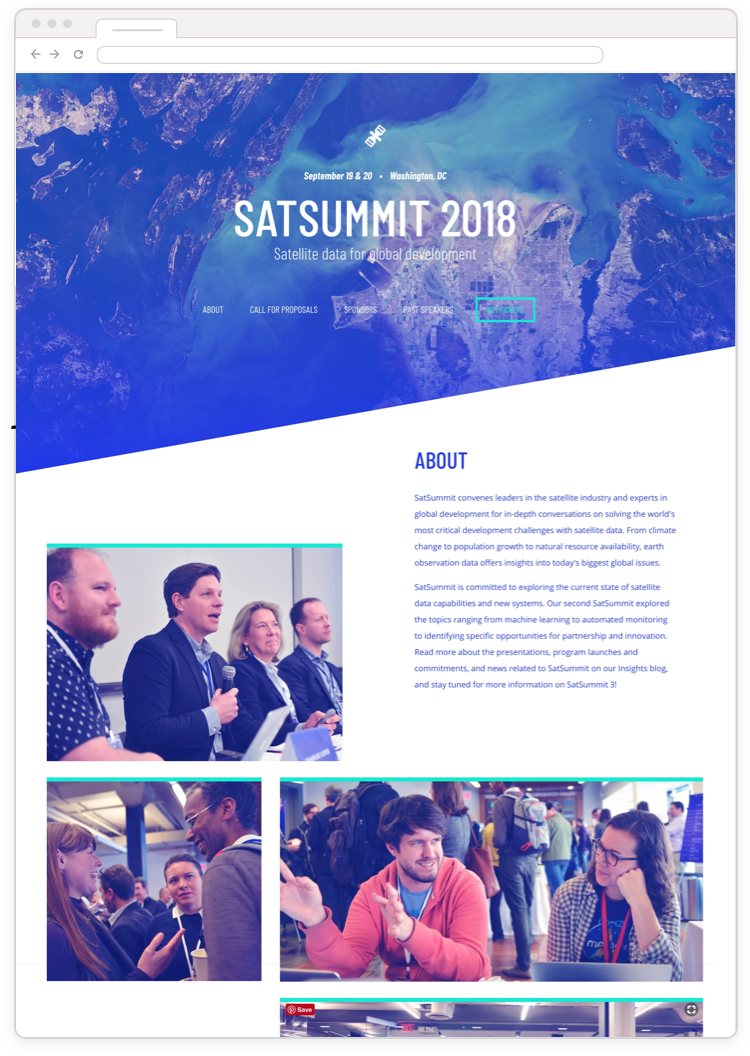 September 19 & 20 • Washington, DC
SATSUMMIT 2018
Satellite data for global development
ABOUT CALL FOR PROPOSALS SPONSORS PAST SPEAKERS
ABOUT
SatSummit convenes leaders in the satellite industry and experts in
global development for in-depth conversations on solving the world's
most critical development challenges with satellite data. From climate
change to population growth to natural resource availability, earth
observation data offers insights into today's biggest global issues.
SatSummit is committed to exploring the current state of satellite
data capabilities and new systems. Our second SatSummit explored
the topics ranging from machine learning to automated monitoring
to identifying specific opportunities for partnership and innovation.
Read more about the presentations, program launches and
commitments, and news related to SatSummit on our Insights blog,
and stay tuned for more information on SatSummit 3!
Save